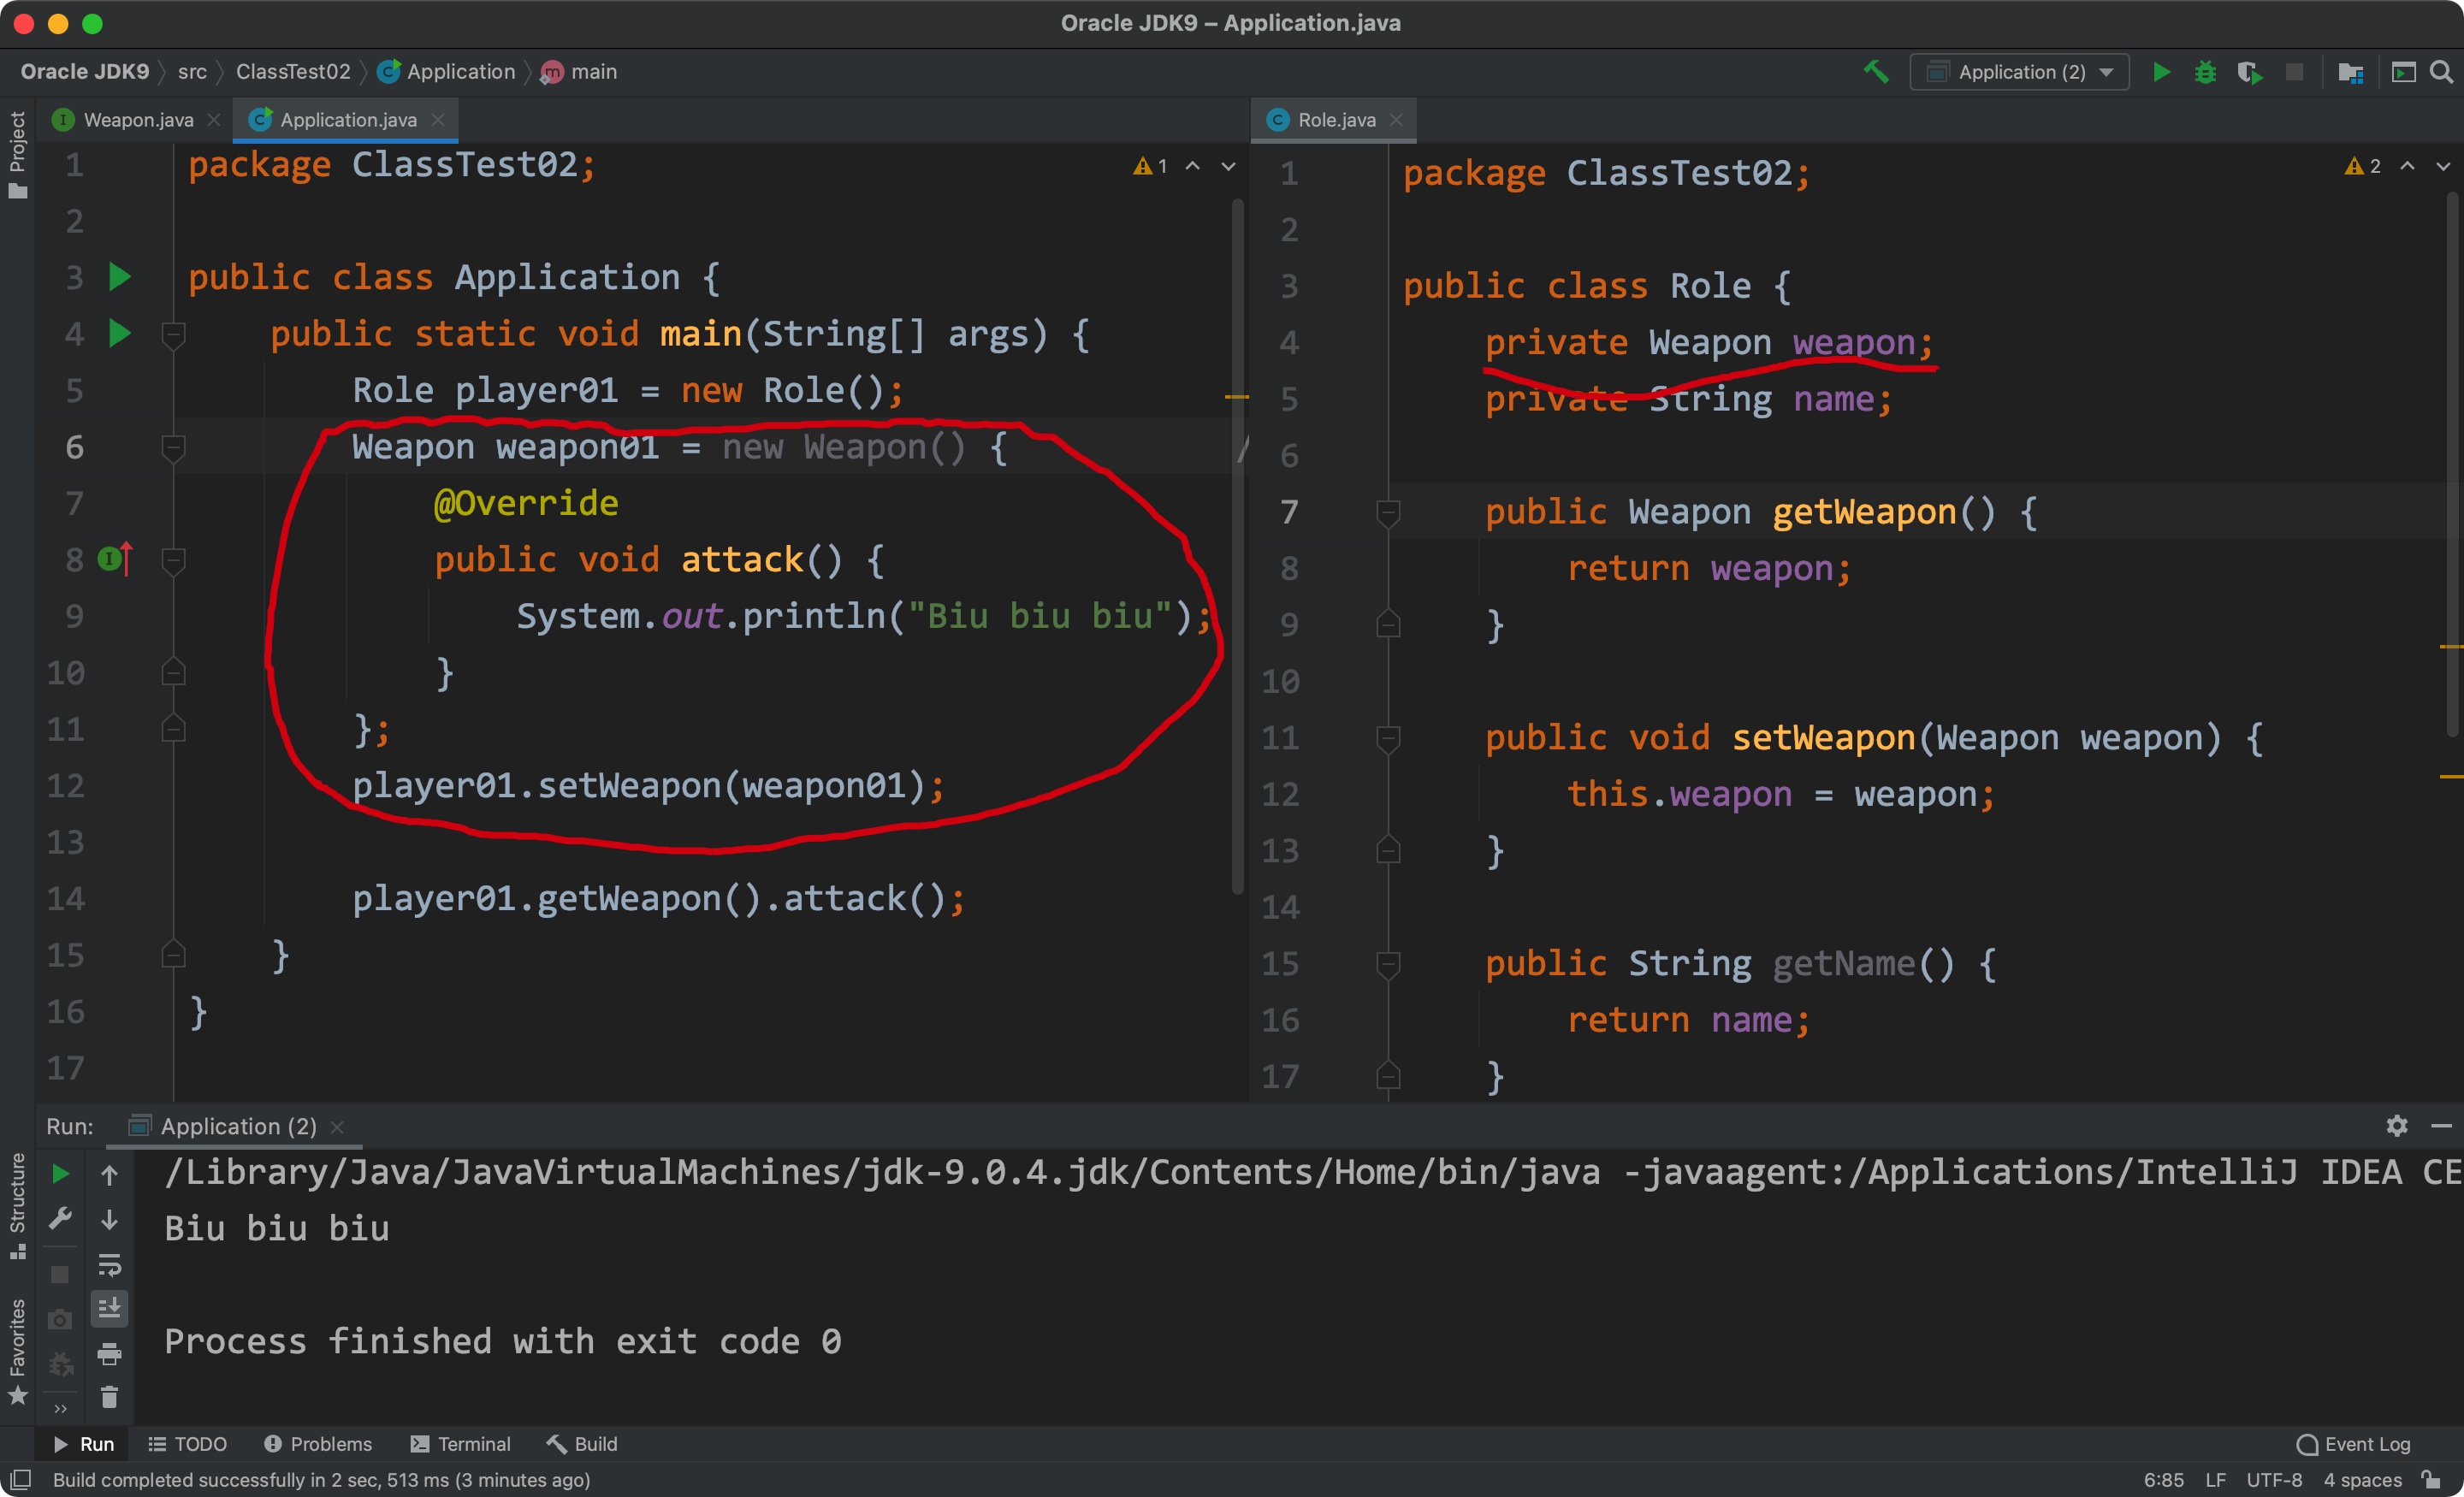 Oracle JDK9 – Application.java
Oracle JDK9 src ClassTest02 Application main
Application (2)
Project
Weapon.java Application.java
1 package ClassTest02;
2
3 public class Application {
4 public static void main(String[] args) {
5 Role player01 = new Role();
6 Weapon weapon01 = new Weapon() { /
7 @Override
8 public void attack() {
9 System.out.println("Biu biu biu");
10 }
11 };
12 player01.setWeapon(weapon01);
13
14 player01.getWeapon().attack();
15 }
16 }
17
1
Role.java
1 package ClassTest02;
2
3 public class Role {
4 private Weapon weapon;
5 private String name;
6
7 public Weapon getWeapon() {
8 return weapon;
9 }
10
11 public void setWeapon(Weapon weapon) {
12 this.weapon = weapon;
13 }
14
15 public String getName() {
16 return name;
17 }
2
Run: Application (2)
/Library/Java/JavaVirtualMachines/jdk-9.0.4.jdk/Contents/Home/bin/java -javaagent:/Applications/IntelliJ IDEA CE
Biu biu biu
Process finished with exit code 0
Structure
Favorites
Run TODO Problems Terminal Build Event Log
Build completed successfully in 2 sec, 513 ms (3 minutes ago) 6:85 LF UTF-8 4 spaces